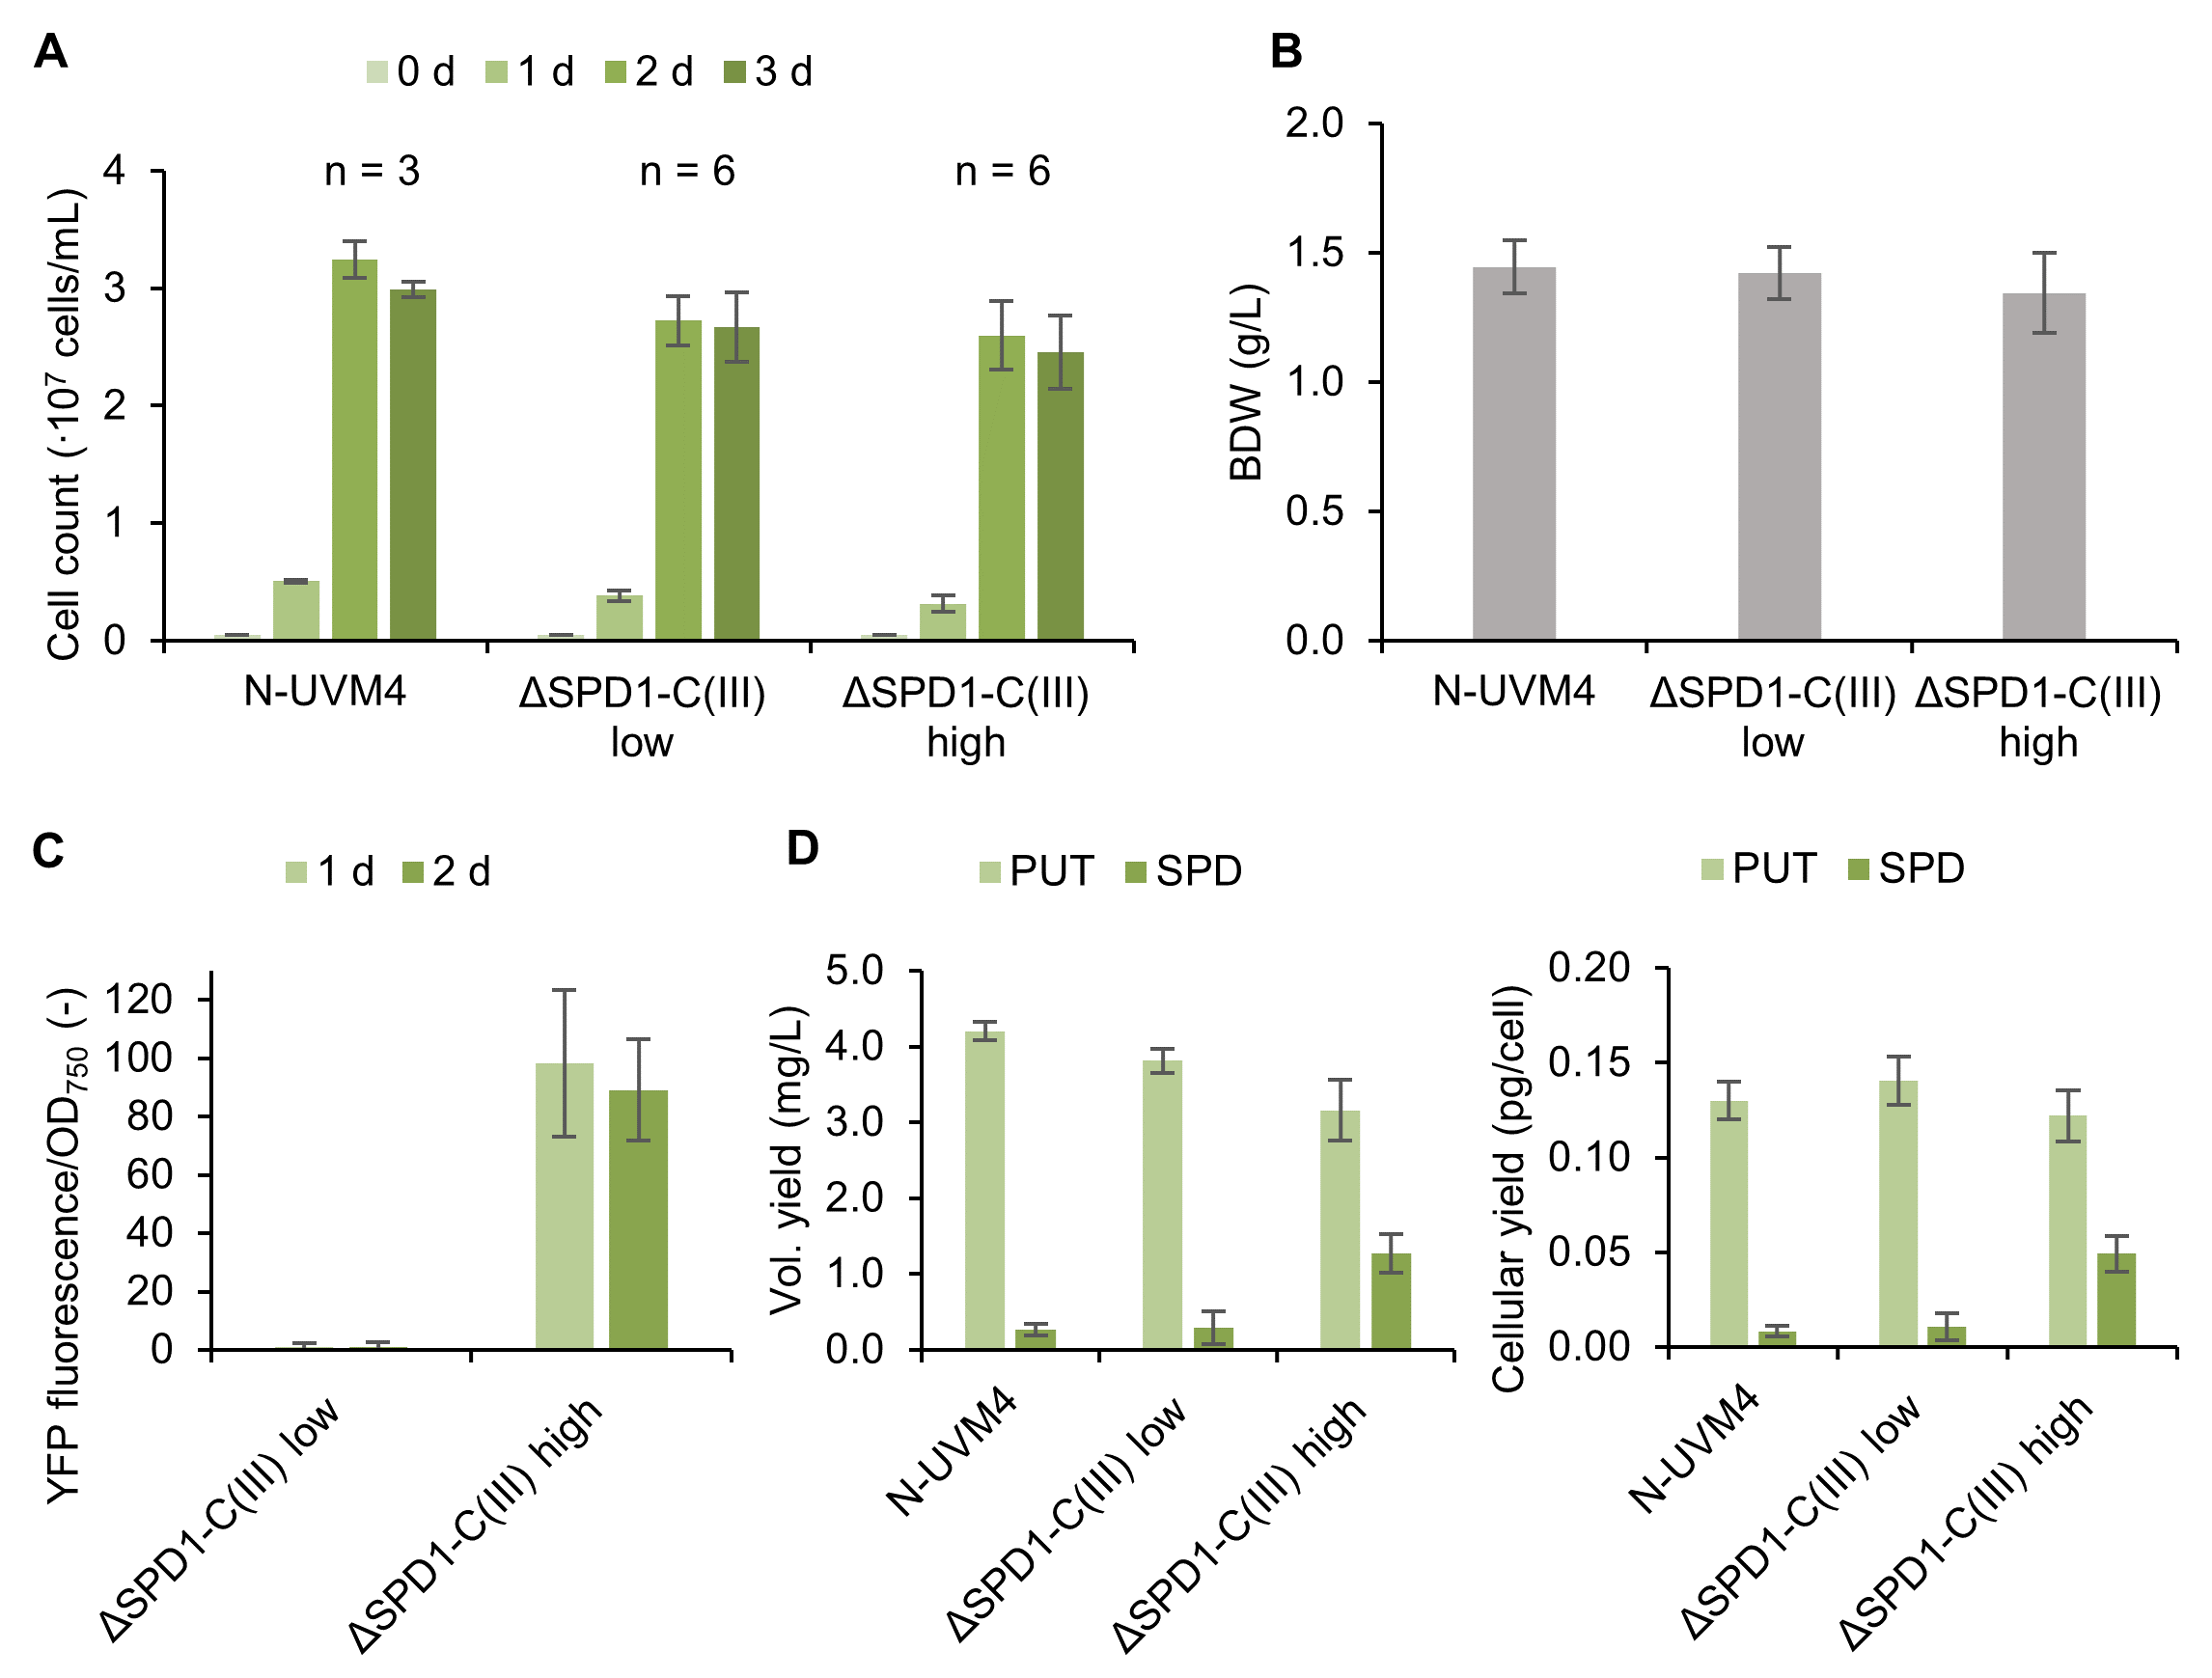 A
0 d 1 d 2 d 3 d
n = 3 n = 6 n = 6
Cell count (·10⁷ cells/mL)
4
3
2
1
0
N-UVM4
ΔSPD1-C(III)
low
ΔSPD1-C(III)
high
B
BDW (g/L)
2.0
1.5
1.0
0.5
0.0
N-UVM4
ΔSPD1-C(III)
low
ΔSPD1-C(III)
high
C
1 d 2 d
YFP fluorescence/OD₇₅₀ (-)
120
100
80
60
40
20
0
ΔSPD1-C(III) low
ΔSPD1-C(III) high
D
PUT SPD
Vol. yield (mg/L)
5.0
4.0
3.0
2.0
1.0
0.0
N-UVM4
ΔSPD1-C(III) low
ΔSPD1-C(III) high
PUT SPD
Cellular yield (pg/cell)
0.20
0.15
0.10
0.05
0.00
N-UVM4
ΔSPD1-C(III) low
ΔSPD1-C(III) high